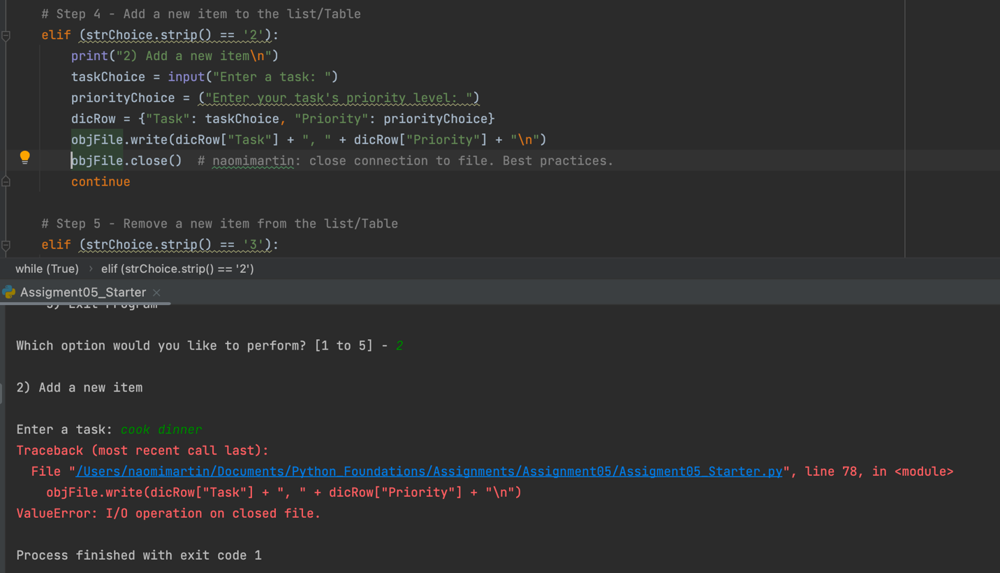 # Step 4 - Add a new item to the list/Table
elif (strChoice.strip() == '2'):
print("2) Add a new item\n")
taskChoice = input("Enter a task: ")
priorityChoice = ("Enter your task's priority level: ")
dicRow = {"Task": taskChoice, "Priority": priorityChoice}
objFile.write(dicRow["Task"] + ", " + dicRow["Priority"] + "\n")
objFile.close()  # naomimartin: close connection to file. Best practices.
continue
# Step 5 - Remove a new item from the list/Table
elif (strChoice.strip() == '3'):
while (True) › elif (strChoice.strip() == '2')
Assigment05_Starter ×
5) Exit Program
Which option would you like to perform? [1 to 5] - 2
2) Add a new item
Enter a task: cook dinner
Traceback (most recent call last):
File "/Users/naomimartin/Documents/Python Foundations/Assignments/Assignment05/Assigment05_Starter.py", line 78, in <module>
objFile.write(dicRow["Task"] + ", " + dicRow["Priority"] + "\n")
ValueError: I/O operation on closed file.
Process finished with exit code 1